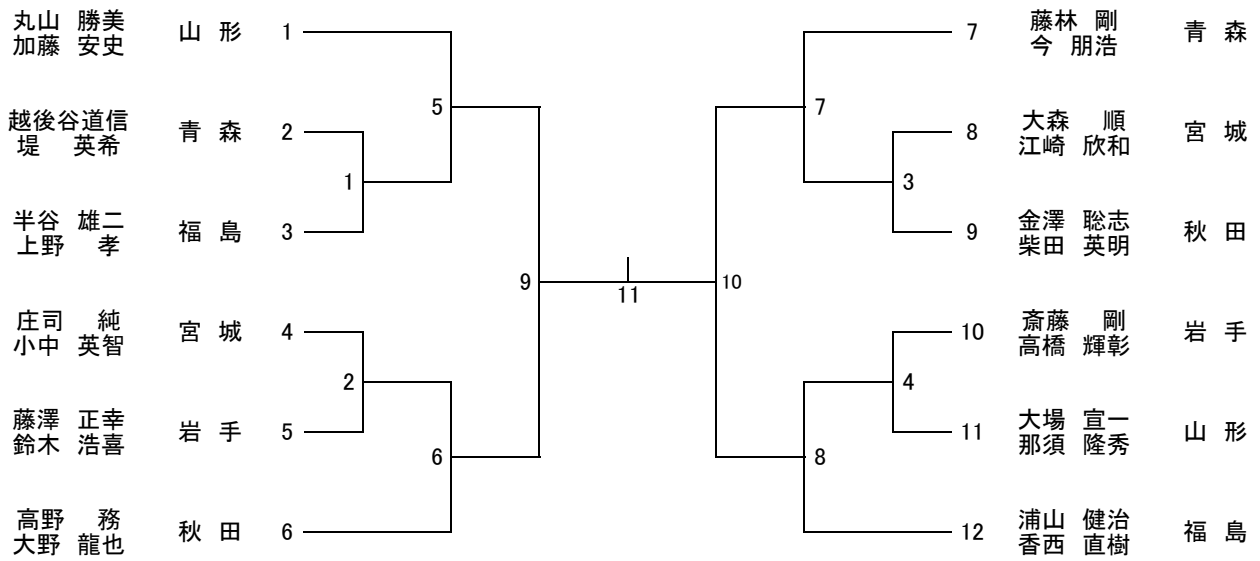 丸山 勝美
加藤 安史
山 形 1
越後谷道信
堤 英希
青 森 2
1
半谷 雄二
上野 孝
福 島 3
5
庄司 純
小中 英智
宮 城 4
2
藤澤 正幸
鈴木 浩喜
岩 手 5
6
高野 務
大野 龍也
秋 田 6
9
11
10
7 藤林 剛
今 朋浩
青 森
7
8 大森 順
江崎 欣和
宮 城
3
9 金澤 聡志
柴田 英明
秋 田
10 斎藤 剛
高橋 輝彰
岩 手
4
11 大場 宣一
那須 隆秀
山 形
8
12 浦山 健治
香西 直樹
福 島